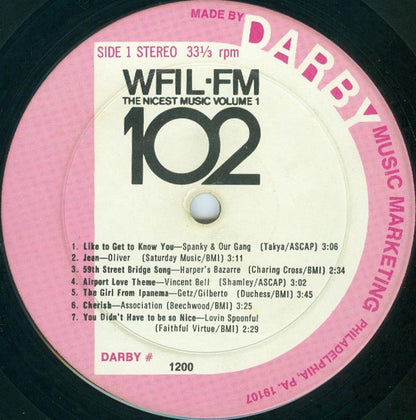 MADE BY DARBY MUSIC MARKETING PHILADELPHIA, PA. 19107
SIDE 1 STEREO 33⅓ rpm
WFIL-FM
THE NICEST MUSIC VOLUME 1
102
1. Like to Get to Know You—Spanky & Our Gang (Takya/ASCAP) 3:06
2. Jean—Oliver (Saturday Music/BMI) 3:11
3. 59th Street Bridge Song—Harper's Bazarre (Charing Cross/BMI) 2:34
4. Airport Love Theme—Vincent Bell (Shamley/ASCAP) 3:02
5. The Girl From Ipanema—Getz/Gilberto (Duchess/BMI) 3:45
6. Cherish—Association (Beechwood/BMI) 3:25
7. You Didn't Have to be so Nice—Lovin Spoonful
(Faithful Virtue/BMI) 2:29
DARBY # 1200